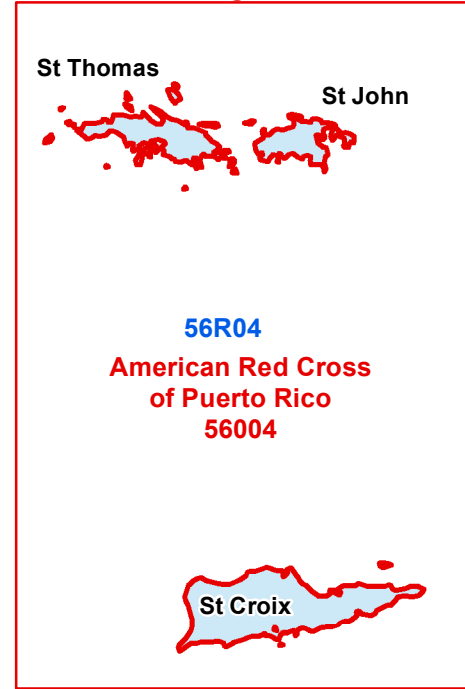 St Thomas
St John
56R04
American Red Cross
of Puerto Rico
56004
St Croix